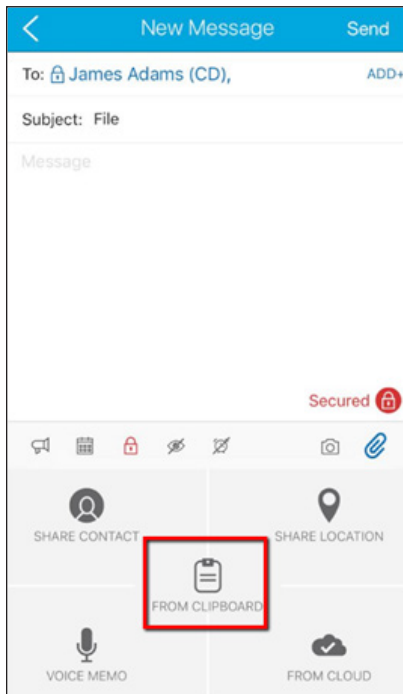 New Message Send
To: James Adams (CD), ADD+
Subject: File
Message
Secured
SHARE CONTACT SHARE LOCATION
FROM CLIPBOARD
VOICE MEMO FROM CLOUD